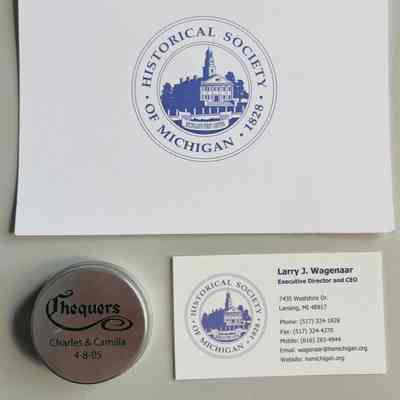 HISTORICAL SOCIETY
OF MICHIGAN · 1828 ·
Chequers
Charles & Camilla
4-8-05
HISTORICAL SOCIETY
OF MICHIGAN · 1828 ·
Larry J. Wagenaar
Executive Director and CEO
7435 Westshire Dr.
Lansing, MI 48917
Phone: (517) 324-1828
Fax: (517) 324-4370
Mobile: (616) 283-4944
Email: wagenaar@hsmichigan.org
Website: hsmichigan.org